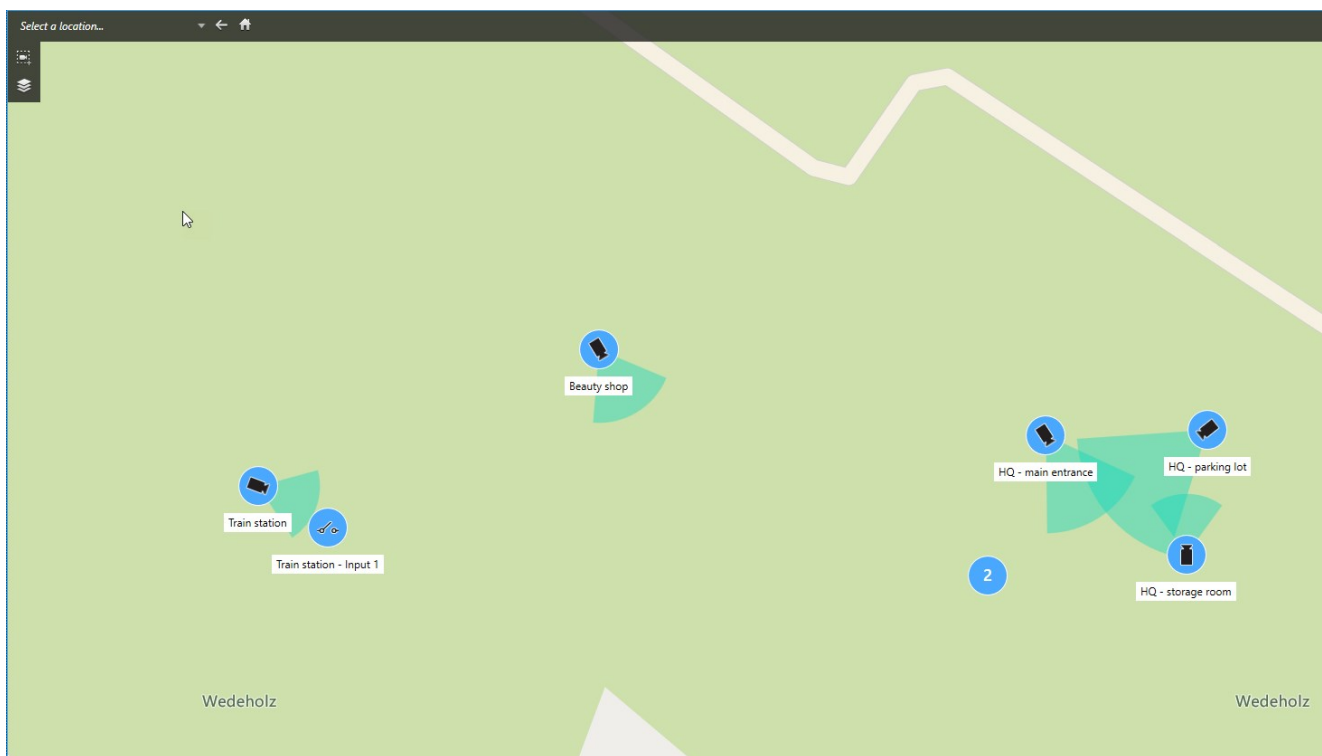 Select a location...
Beauty shop
HQ - main entrance
HQ - parking lot
Train station
Train station - Input 1
2
HQ - storage room
Wedeholz
Wedeholz